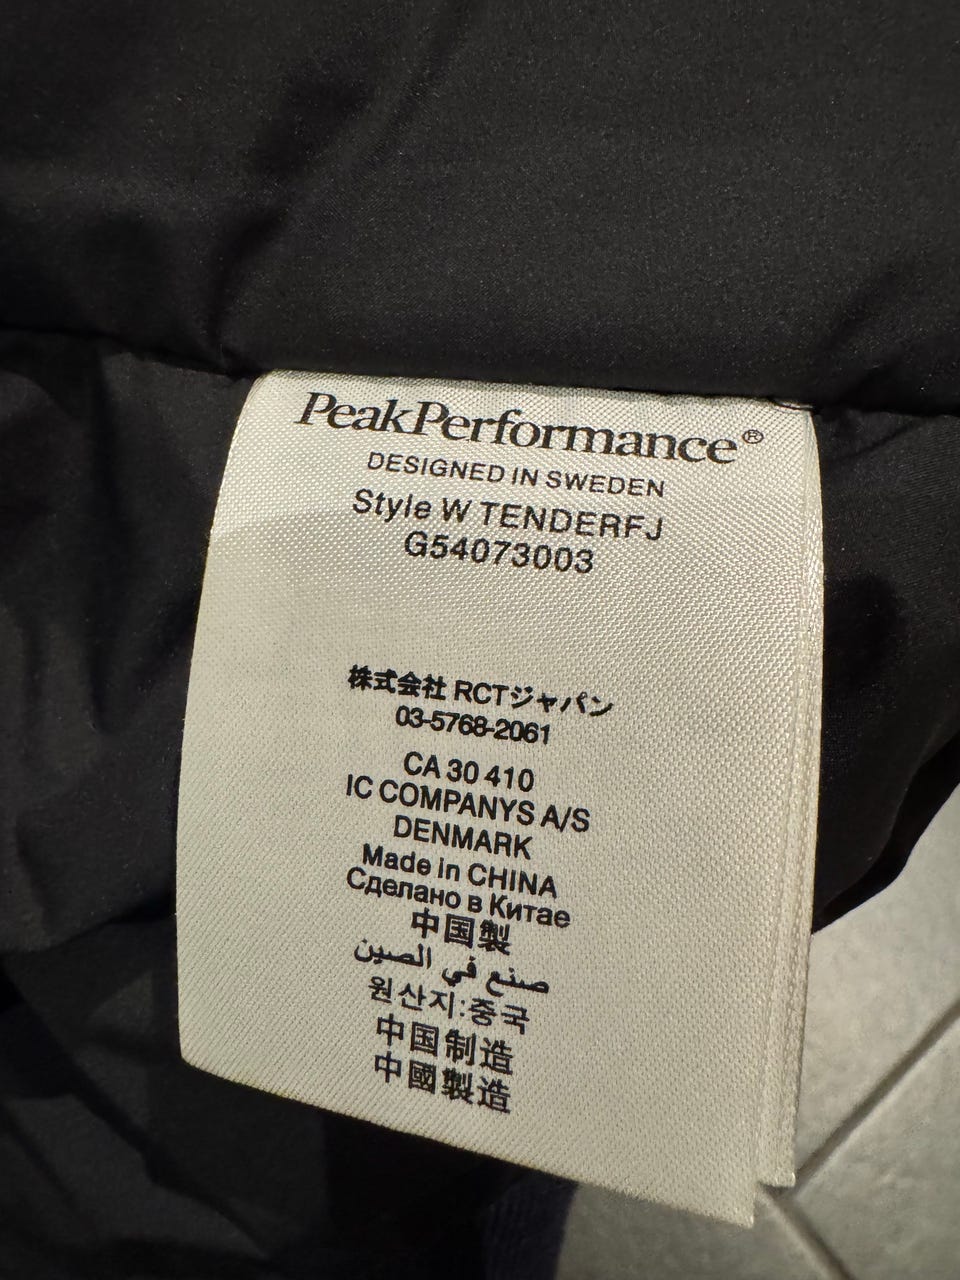 PeakPerformance®
DESIGNED IN SWEDEN
Style W TENDERFJ
G54073003
株式会社 RCTジャパン
03-5768-2061
CA 30 410
IC COMPANYS A/S
DENMARK
Made in CHINA
Сделано в Китае
中国製
صنع في الصين
원산지:중국
中国制造
中國製造